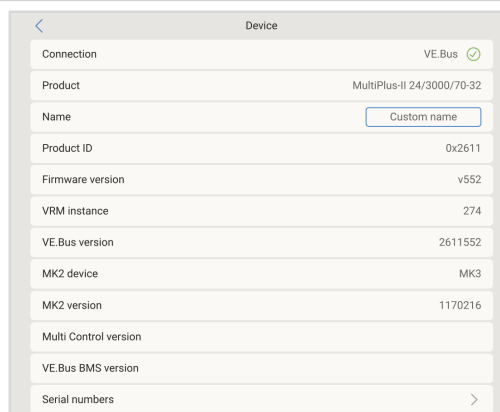 Device
Connection VE.Bus
Product MultiPlus-II 24/3000/70-32
Name Custom name
Product ID 0x2611
Firmware version v552
VRM instance 274
VE.Bus version 2611552
MK2 device MK3
MK2 version 1170216
Multi Control version
VE.Bus BMS version
Serial numbers